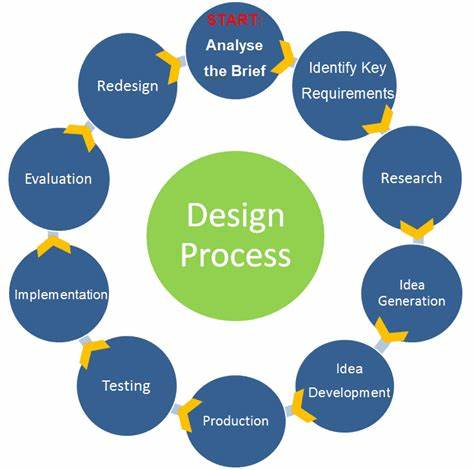 START:
Analyse
the Brief
Identify Key
Requirements
Research
Idea
Generation
Idea
Development
Production
Testing
Implementation
Evaluation
Redesign
Design
Process